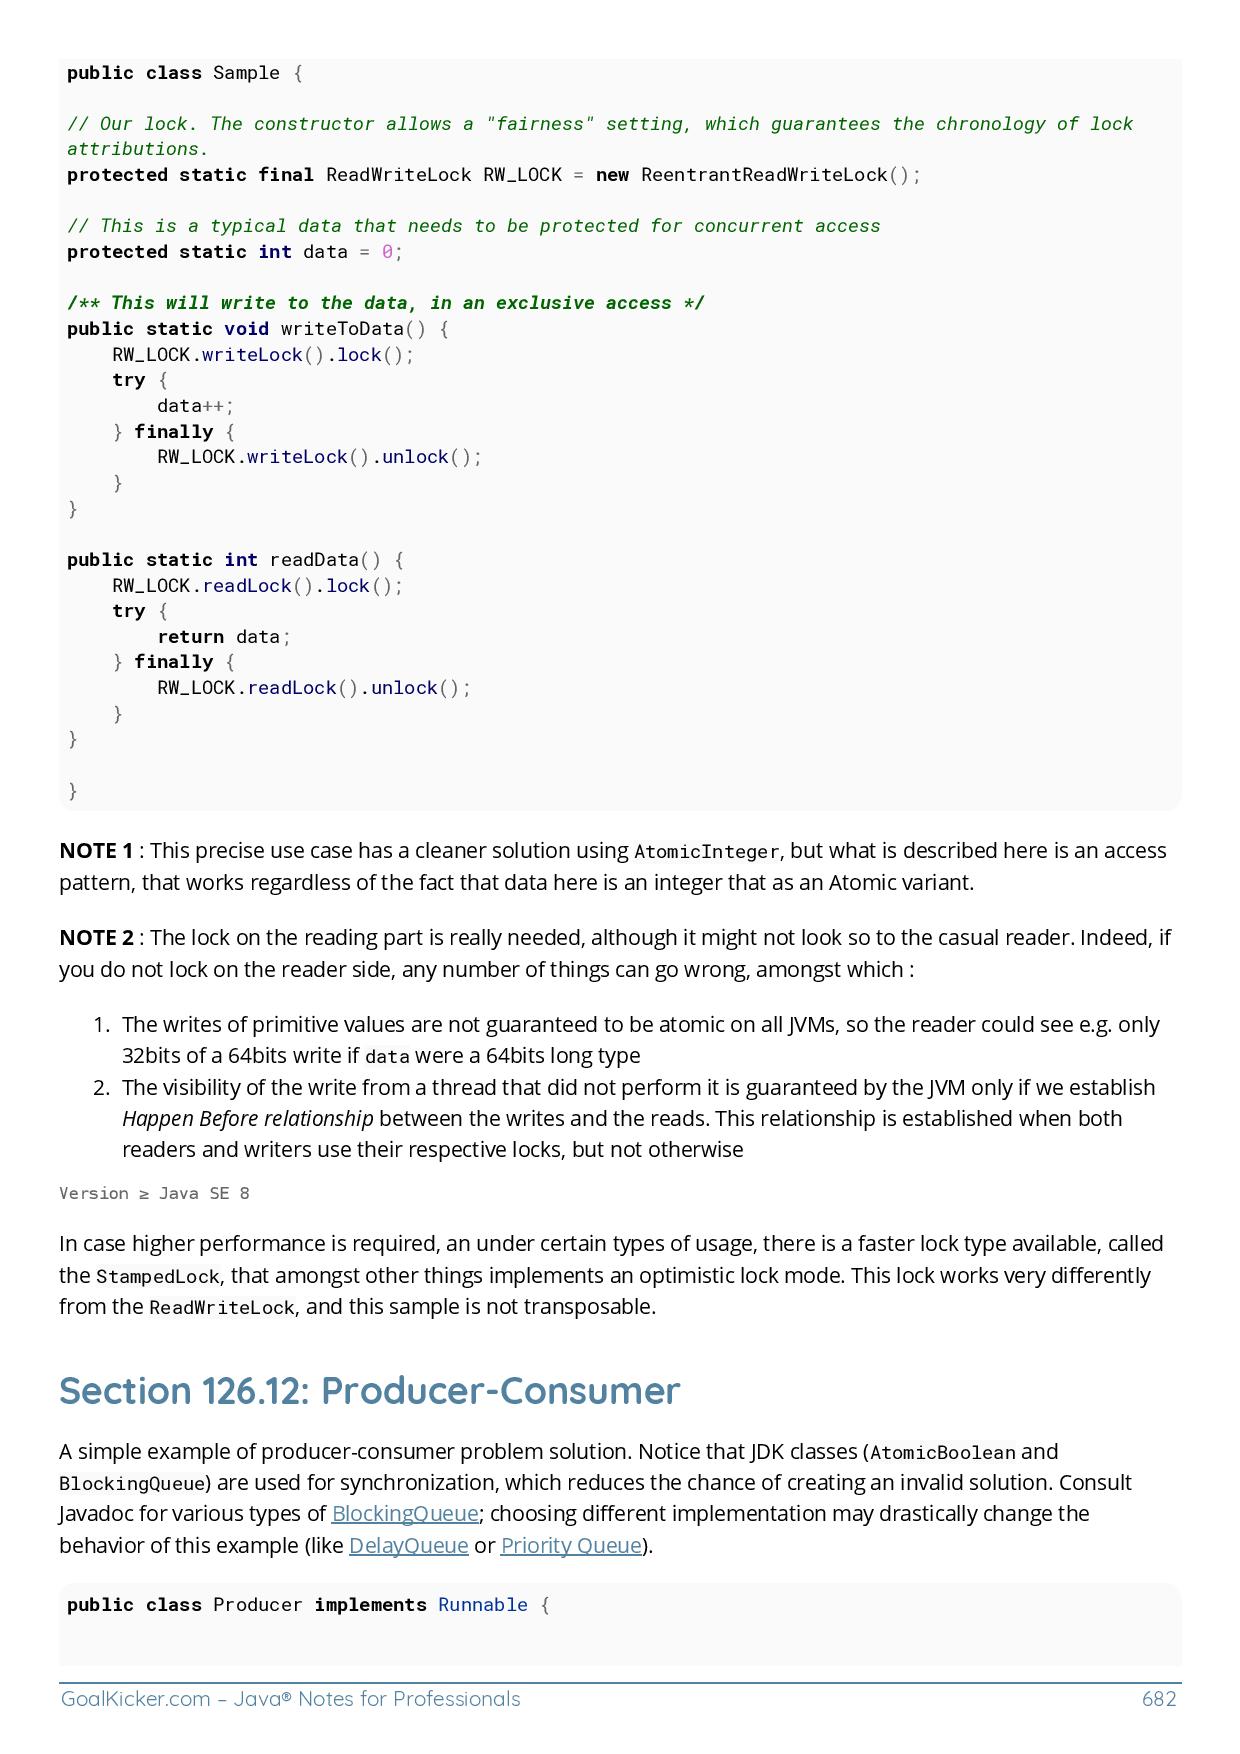 public class Sample {
// Our lock. The constructor allows a "fairness" setting, which guarantees the chronology of lock
attributions.
protected static final ReadWriteLock RW_LOCK = new ReentrantReadWriteLock();
// This is a typical data that needs to be protected for concurrent access
protected static int data = 0;
/** This will write to the data, in an exclusive access */
public static void writeToData() {
    RW_LOCK.writeLock().lock();
    try {
        data++;
    } finally {
        RW_LOCK.writeLock().unlock();
    }
}
public static int readData() {
    RW_LOCK.readLock().lock();
    try {
        return data;
    } finally {
        RW_LOCK.readLock().unlock();
    }
}
}
NOTE 1 : This precise use case has a cleaner solution using AtomicInteger, but what is described here is an access
pattern, that works regardless of the fact that data here is an integer that as an Atomic variant.
NOTE 2 : The lock on the reading part is really needed, although it might not look so to the casual reader. Indeed, if
you do not lock on the reader side, any number of things can go wrong, amongst which :
1. The writes of primitive values are not guaranteed to be atomic on all JVMs, so the reader could see e.g. only
32bits of a 64bits write if data were a 64bits long type
2. The visibility of the write from a thread that did not perform it is guaranteed by the JVM only if we establish
Happen Before relationship between the writes and the reads. This relationship is established when both
readers and writers use their respective locks, but not otherwise
Version ≥ Java SE 8
In case higher performance is required, an under certain types of usage, there is a faster lock type available, called
the StampedLock, that amongst other things implements an optimistic lock mode. This lock works very differently
from the ReadWriteLock, and this sample is not transposable.
Section 126.12: Producer-Consumer
A simple example of producer-consumer problem solution. Notice that JDK classes (AtomicBoolean and
BlockingQueue) are used for synchronization, which reduces the chance of creating an invalid solution. Consult
Javadoc for various types of BlockingQueue; choosing different implementation may drastically change the
behavior of this example (like DelayQueue or Priority Queue).
public class Producer implements Runnable {
GoalKicker.com – Java® Notes for Professionals 682